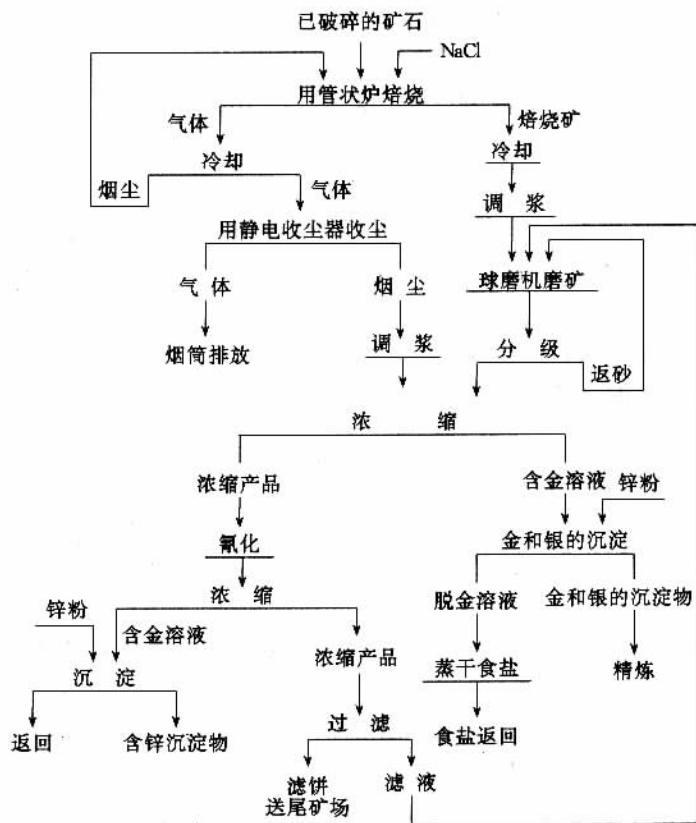 已破碎的矿石
NaCl
用管状炉焙烧
气体
焙烧矿
冷却
冷却
烟尘
气体
调浆
用静电收尘器收尘
气体
烟尘
球磨机磨矿
烟筒排放
调浆
分级
返砂
浓缩
浓缩产品
含金溶液
锌粉
氰化
金和银的沉淀
浓缩
锌粉
含金溶液
脱金溶液
金和银的沉淀物
浓缩产品
沉淀
蒸干食盐
精炼
返回
含锌沉淀物
过滤
食盐返回
滤饼
送尾矿场
滤液